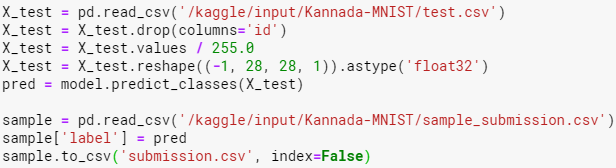 X_test = pd.read_csv('/kaggle/input/Kannada-MNIST/test.csv')
X_test = X_test.drop(columns='id')
X_test = X_test.values / 255.0
X_test = X_test.reshape((-1, 28, 28, 1)).astype('float32')
pred = model.predict_classes(X_test)

sample = pd.read_csv('/kaggle/input/Kannada-MNIST/sample_submission.csv')
sample['label'] = pred
sample.to_csv('submission.csv', index=False)